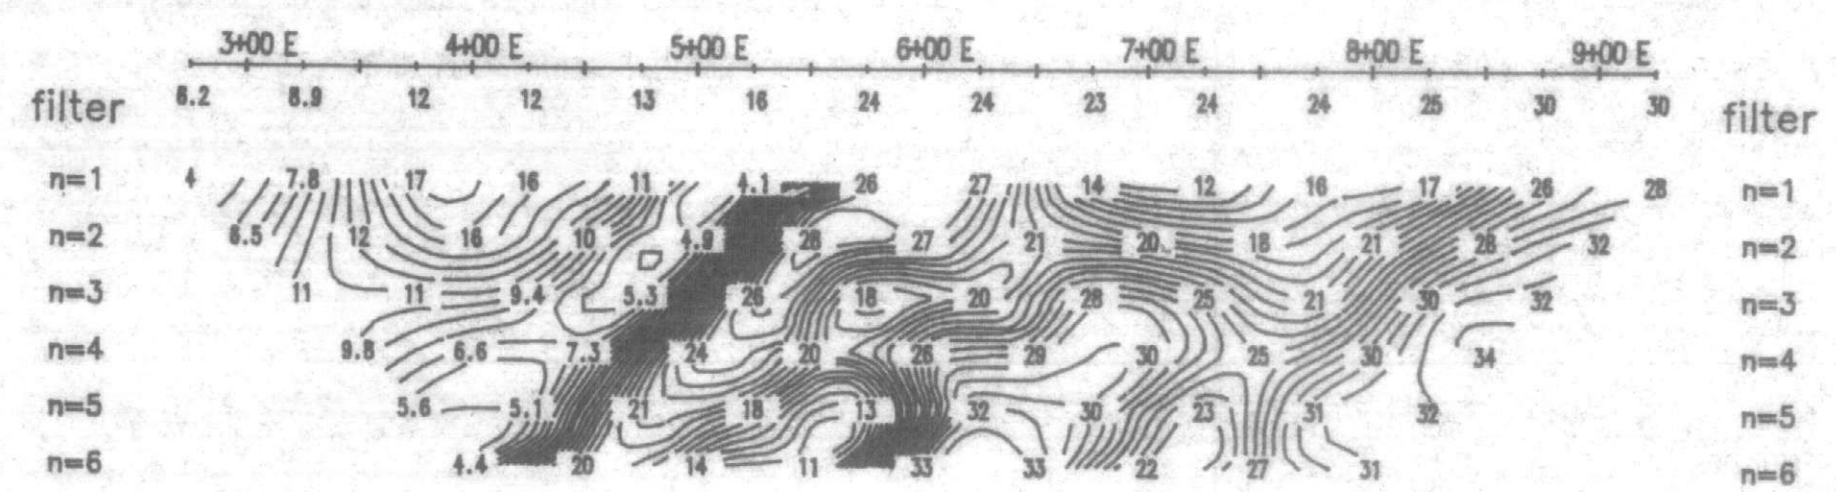 3+00 E 4+00 E 5+00 E 6+00 E 7+00 E 8+00 E 9+00 E
filter 6.2 8.9 12 12 13 16 24 24 23 24 24 25 30 30 filter
n=1 4 7.8 17 16 11 4.1 26 27 14 12 16 17 26 28 n=1
n=2 6.5 12 16 10 4.9 28 27 21 20 18 21 28 32 n=2
n=3 11 11 9.4 5.3 26 18 20 28 25 21 30 32 n=3
n=4 9.8 6.6 7.3 24 20 26 29 30 25 30 34 n=4
n=5 5.6 5.1 21 18 13 32 30 23 31 32 n=5
n=6 4.4 20 14 11 33 33 22 27 31 n=6